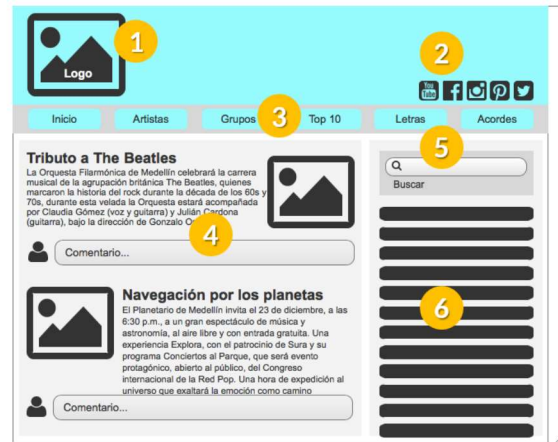 1
Logo
2
You
Tube
Inicio Artistas Grupos 3 Top 10 Letras Acordes
Tributo a The Beatles
La Orquesta Filarmónica de Medellín celebrará la carrera
musical de la agrupación británica The Beatles, quienes
marcaron la historia del rock durante la década de los 60s y
70s, durante esta velada la Orquesta estará acompañada
por Claudia Gómez (voz y guitarra) y Julián Cardona
(guitarra), bajo la dirección de Gonzalo
4
Comentario...
Navegación por los planetas
El Planetario de Medellín invita el 23 de diciembre, a las
6:30 p.m., a un gran espectáculo de música y
astronomía, al aire libre y con entrada gratuita. Una
experiencia Explora, con el patrocinio de Sura y su
programa Conciertos al Parque, que será evento
protagónico, abierto al público, del Congreso
internacional de la Red Pop. Una hora de expedición al
universo que exaltará la emoción como camino
Comentario...
5
Buscar
6